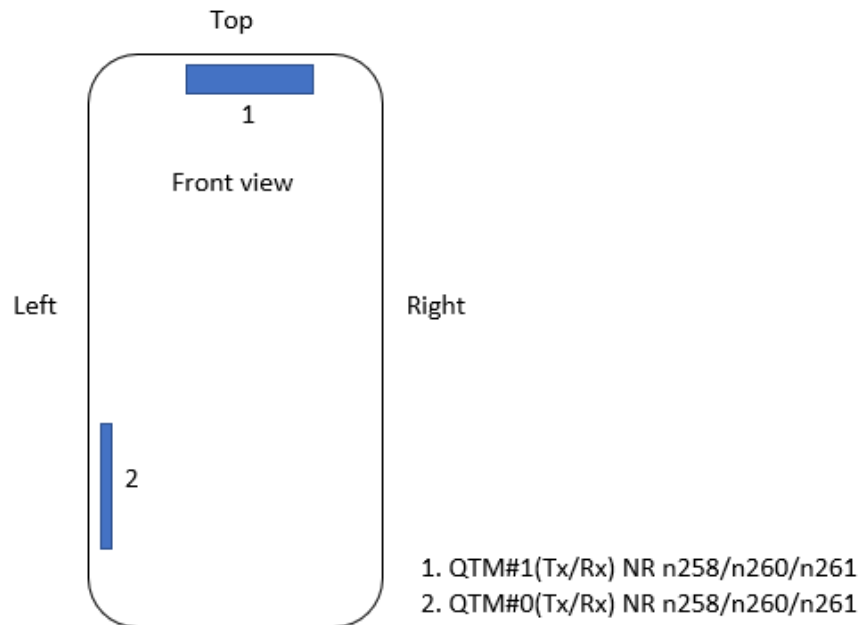 Top
1
Front view
Left
Right
2
1. QTM#1(Tx/Rx) NR n258/n260/n261
2. QTM#0(Tx/Rx) NR n258/n260/n261